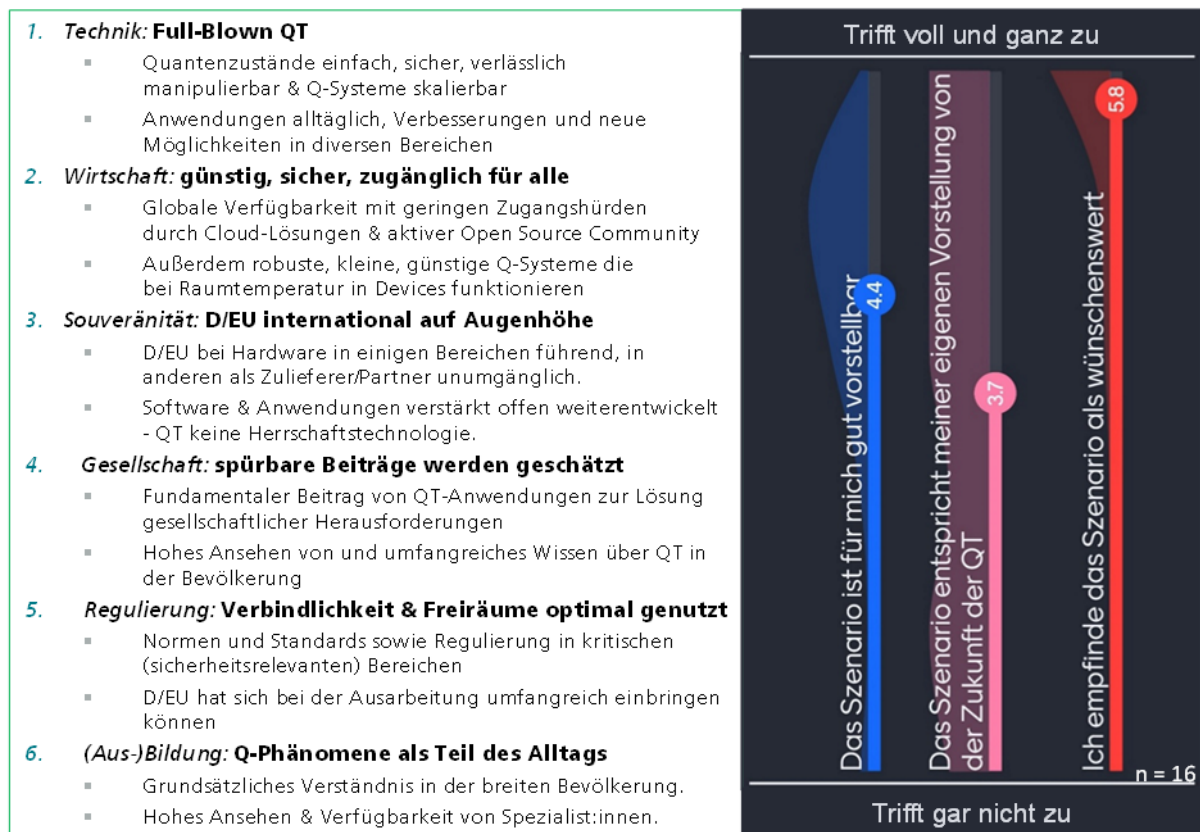 1. Technik: Full-Blown QT
▪ Quantenzustände einfach, sicher, verlässlich
manipulierbar & Q-Systeme skalierbar
▪ Anwendungen alltäglich, Verbesserungen und neue
Möglichkeiten in diversen Bereichen
2. Wirtschaft: günstig, sicher, zugänglich für alle
▪ Globale Verfügbarkeit mit geringen Zugangshürden
durch Cloud-Lösungen & aktiver Open Source Community
▪ Außerdem robuste, kleine, günstige Q-Systeme die
bei Raumtemperatur in Devices funktionieren
3. Souveränität: D/EU international auf Augenhöhe
▪ D/EU bei Hardware in einigen Bereichen führend, in
anderen als Zulieferer/Partner unumgänglich.
▪ Software & Anwendungen verstärkt offen weiterentwickelt
- QT keine Herrschaftstechnologie.
4. Gesellschaft: spürbare Beiträge werden geschätzt
▪ Fundamentaler Beitrag von QT-Anwendungen zur Lösung
gesellschaftlicher Herausforderungen
▪ Hohes Ansehen von und umfangreiches Wissen über QT in
der Bevölkerung
5. Regulierung: Verbindlichkeit & Freiräume optimal genutzt
▪ Normen und Standards sowie Regulierung in kritischen
(sicherheitsrelevanten) Bereichen
▪ D/EU hat sich bei der Ausarbeitung umfangreich einbringen
können
6. (Aus-)Bildung: Q-Phänomene als Teil des Alltags
▪ Grundsätzliches Verständnis in der breiten Bevölkerung.
▪ Hohes Ansehen & Verfügbarkeit von Spezialist:innen.
Trifft voll und ganz zu
Das Szenario ist für mich gut vorstellbar
4.4
Das Szenario entspricht meiner eigenen Vorstellung von
der Zukunft der QT
3.7
Ich empfinde das Szenario als wünschenswert
5.8
n = 16
Trifft gar nicht zu